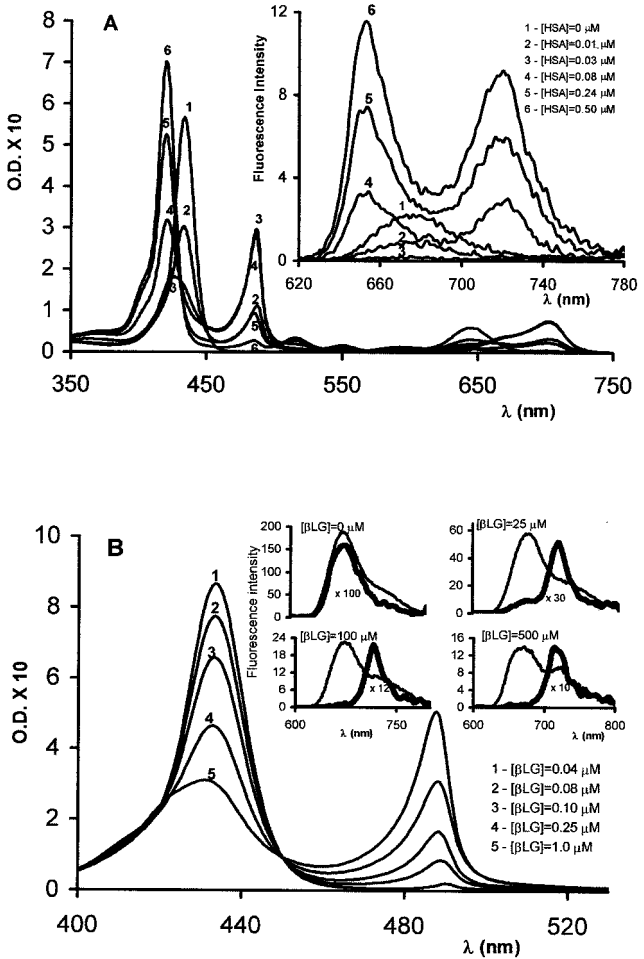 A
O.D. X 10
8
7
6
5
4
3
2
1
0
350
450
550
650
750
λ (nm)
6
1
5
4
2
3
3
4
2
5
6
Fluorescence Intensity
12
8
4
0
620
660
700
740
780
λ (nm)
6
5
4
1
2
3
1 - [HSA]=0 μM
2 - [HSA]=0.01 μM
3 - [HSA]=0.03 μM
4 - [HSA]=0.08 μM
5 - [HSA]=0.24 μM
6 - [HSA]=0.50 μM
B
O.D. X 10
10
8
6
4
2
0
400
440
480
520
λ (nm)
1
2
3
4
5
Fluorescence intensity
[βLG]=0 μM
200
150
100
50
0
x 100
[βLG]=25 μM
60
40
20
0
x 30
[βLG]=100 μM
24
18
12
6
0
x 12
600
750
λ (nm)
[βLG]=500 μM
16
12
8
4
0
x 10
600
700
800
λ (nm)
1 - [βLG]=0.04 μM
2 - [βLG]=0.08 μM
3 - [βLG]=0.10 μM
4 - [βLG]=0.25 μM
5 - [βLG]=1.0 μM